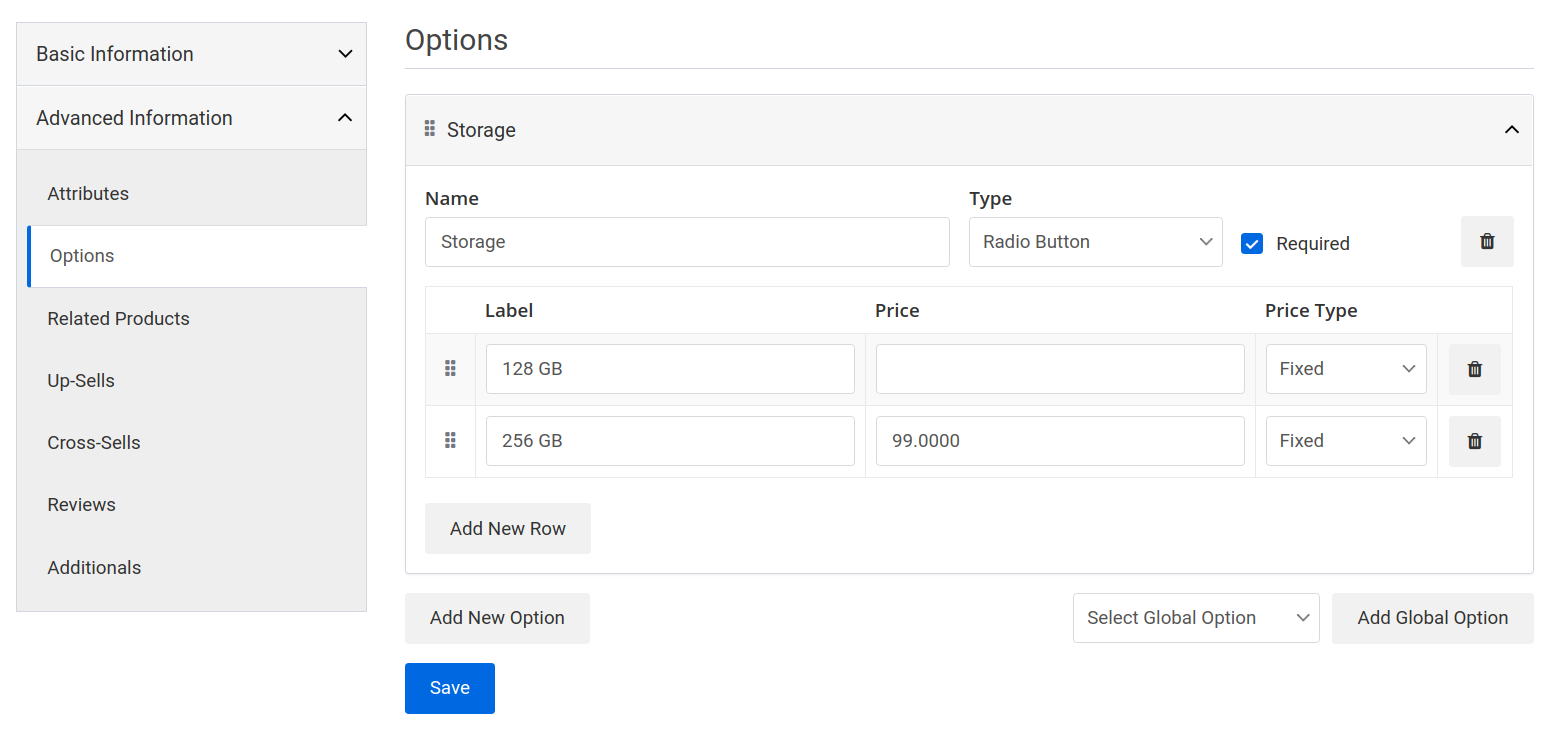 Basic Information
Advanced Information
Attributes
Options
Related Products
Up-Sells
Cross-Sells
Reviews
Additionals
Options
Storage
Name
Type
Storage
Radio Button
Required
Label
Price
Price Type
128 GB
Fixed
256 GB
99.0000
Fixed
Add New Row
Add New Option
Select Global Option
Add Global Option
Save